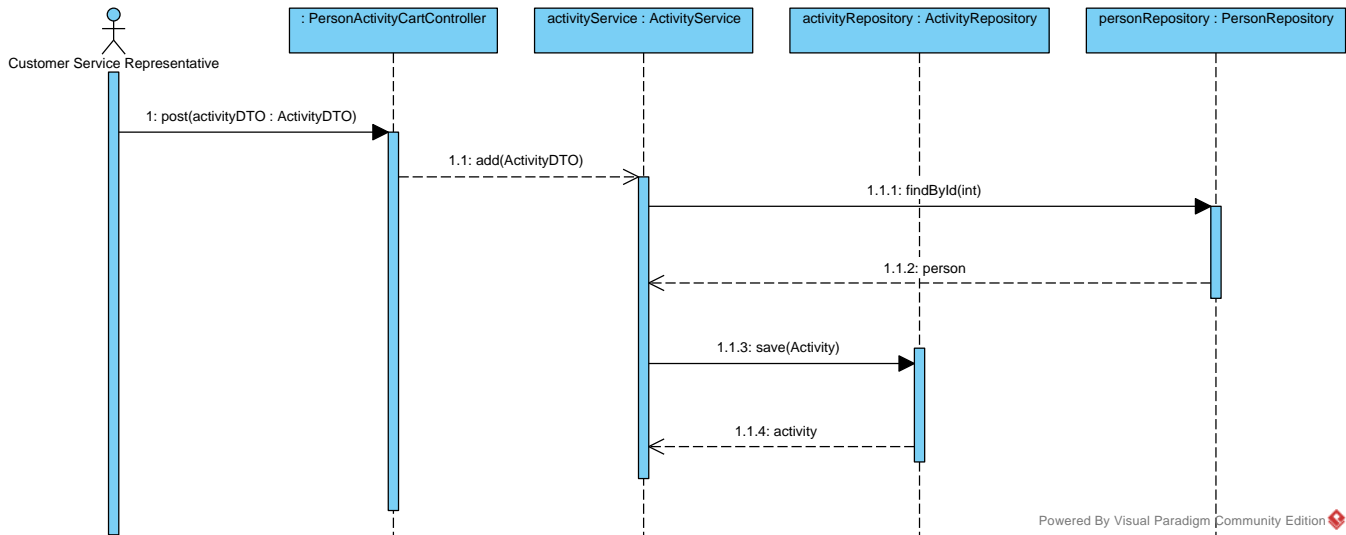 : PersonActivityCartController
activityService : ActivityService
activityRepository : ActivityRepository
personRepository : PersonRepository
Customer Service Representative
1: post(activityDTO : ActivityDTO)
1.1: add(ActivityDTO)
1.1.1: findById(int)
1.1.2: person
1.1.3: save(Activity)
1.1.4: activity
Powered By Visual Paradigm Community Edition